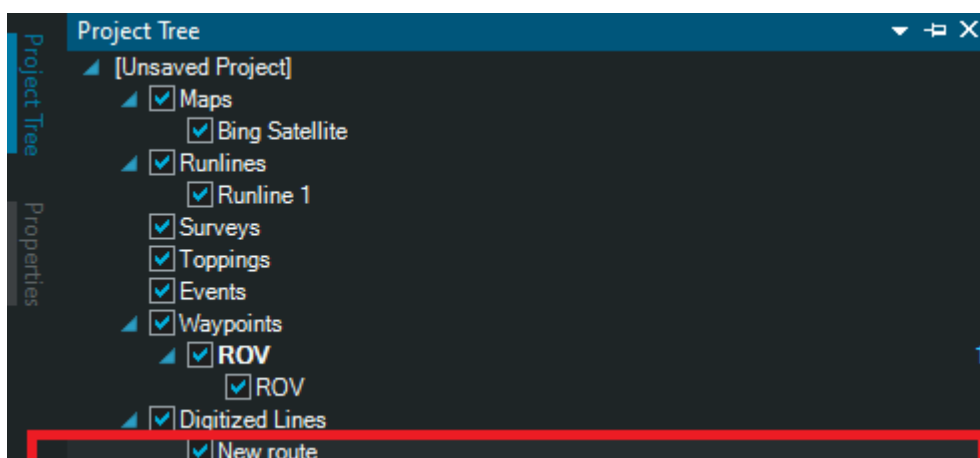 Project Tree
Project Tree
Properties
[Unsaved Project]
Maps
Bing Satellite
Runlines
Runline 1
Surveys
Toppings
Events
Waypoints
ROV
ROV
Digitized Lines
New route